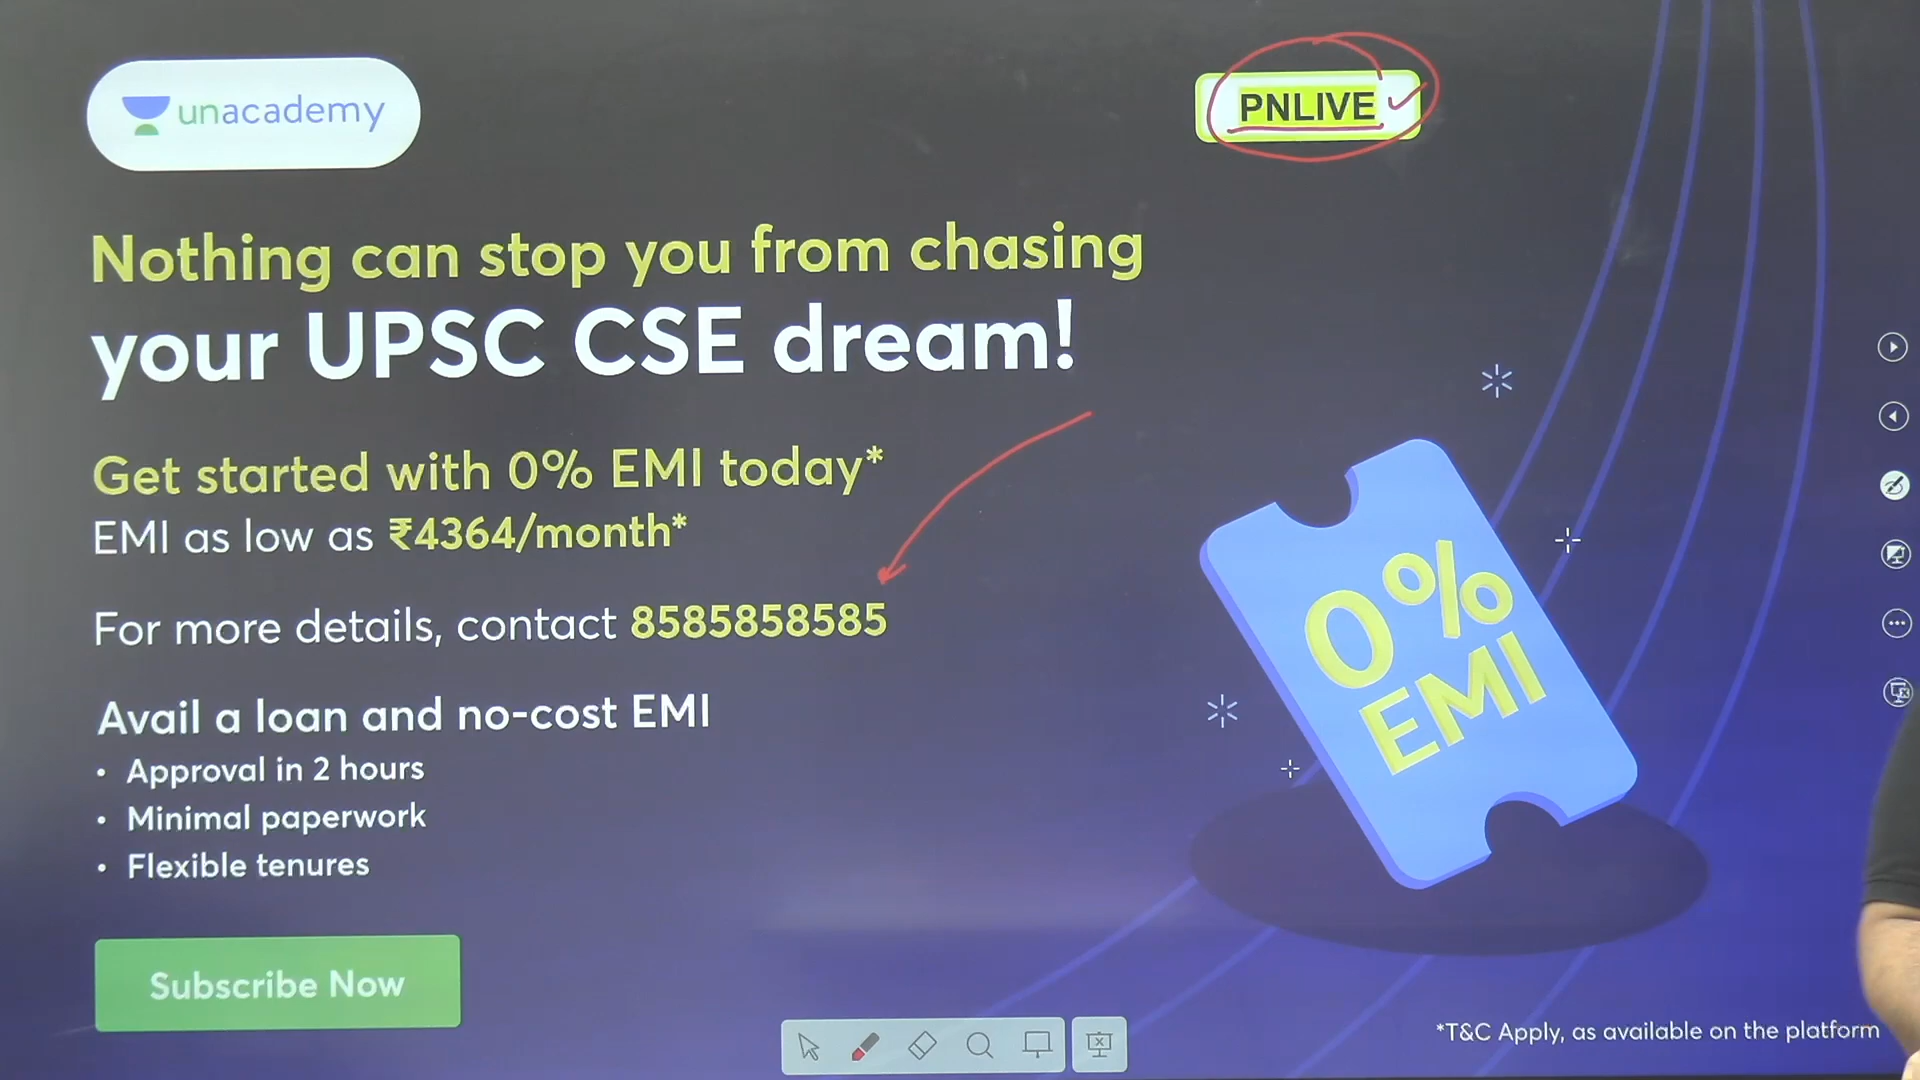 unacademy
PNLIVE
Nothing can stop you from chasing
your UPSC CSE dream!
Get started with 0% EMI today*
EMI as low as ₹4364/month*
For more details, contact 8585858585
Avail a loan and no-cost EMI
• Approval in 2 hours
• Minimal paperwork
• Flexible tenures
Subscribe Now
0%
EMI
*T&C Apply, as available on the platform